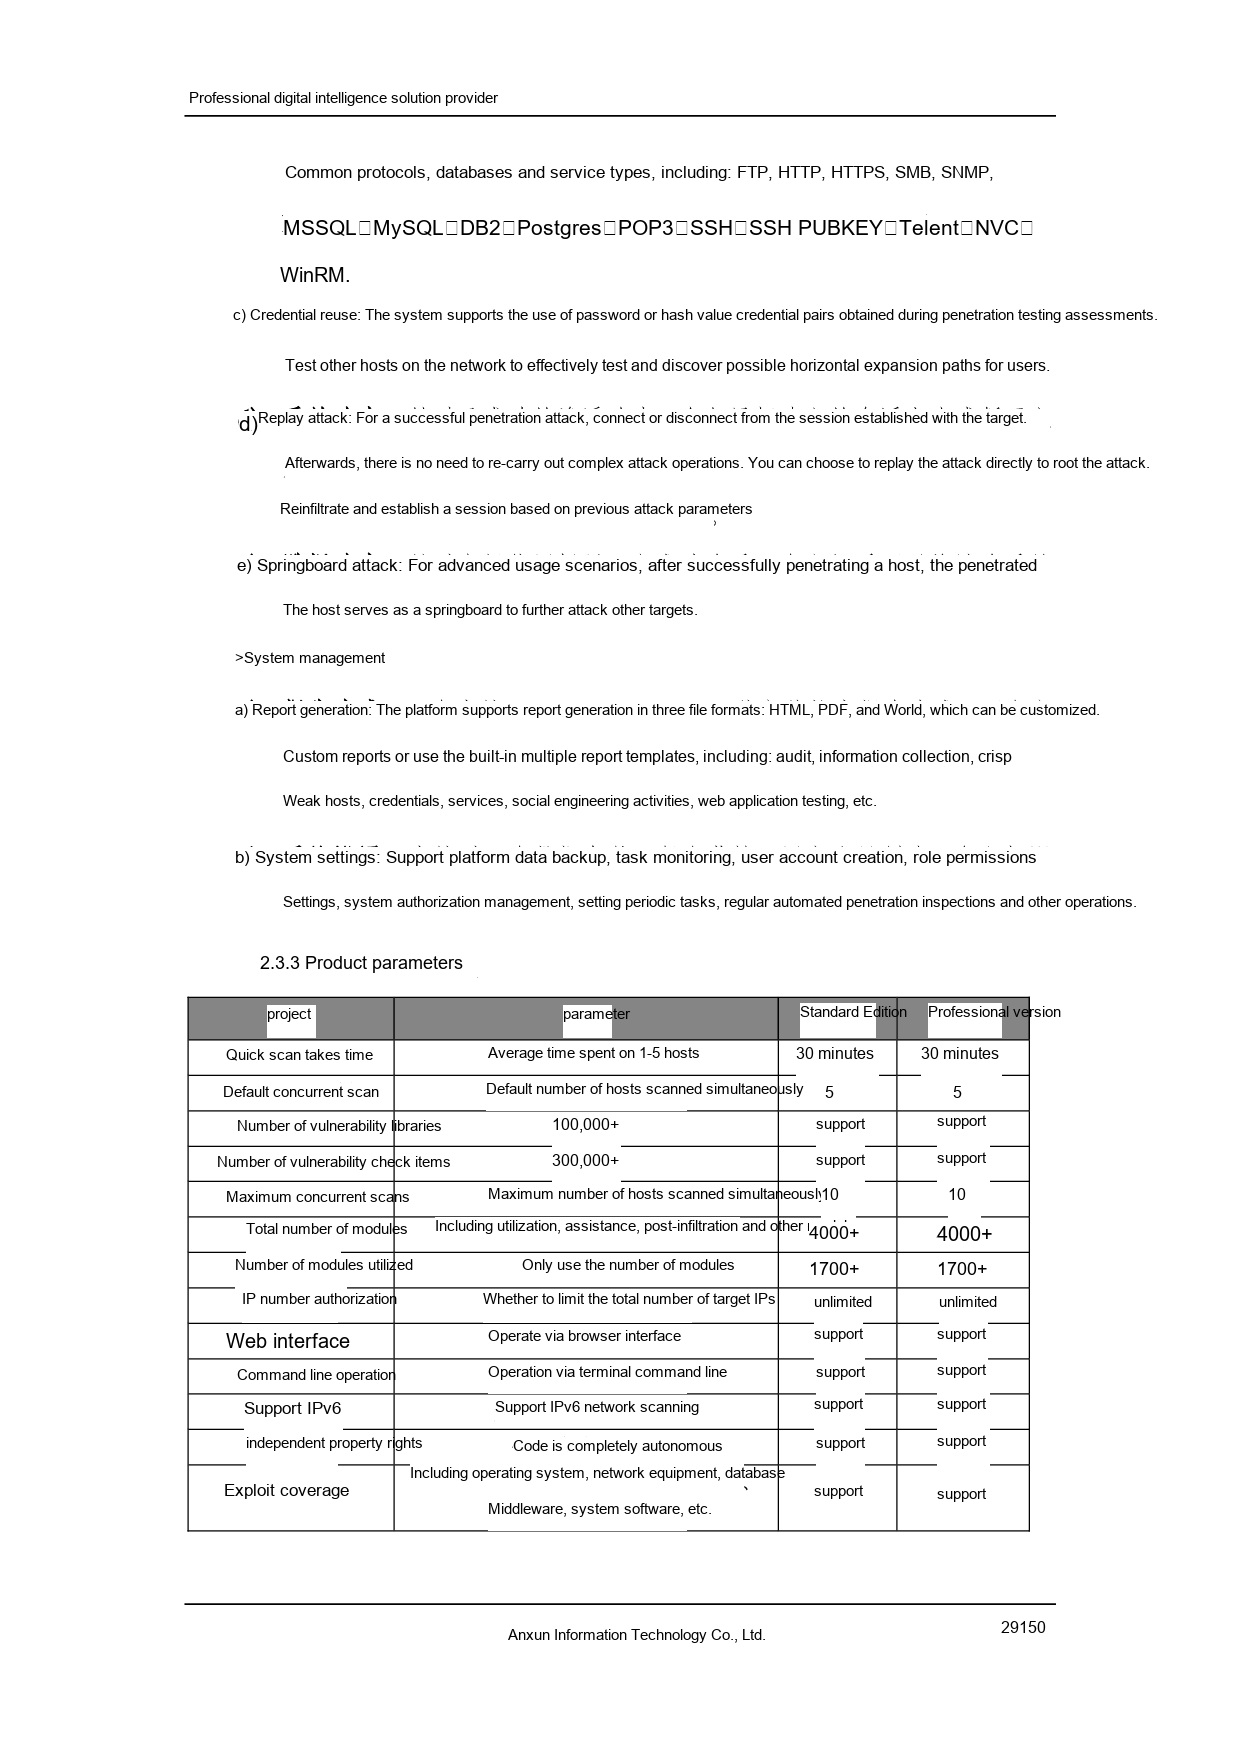 Professional digital intelligence solution provider
Common protocols, databases and service types, including: FTP, HTTP, HTTPS, SMB, SNMP,
MSSQL□MySQL□DB2□Postgres□POP3□SSH□SSH PUBKEY□Telent□NVC□
WinRM.
c) Credential reuse: The system supports the use of password or hash value credential pairs obtained during penetration testing assessments.
Test other hosts on the network to effectively test and discover possible horizontal expansion paths for users.
d) Replay attack: For a successful penetration attack, connect or disconnect from the session established with the target.
Afterwards, there is no need to re-carry out complex attack operations. You can choose to replay the attack directly to root the attack.
Reinfiltrate and establish a session based on previous attack parameters
e) Springboard attack: For advanced usage scenarios, after successfully penetrating a host, the penetrated
The host serves as a springboard to further attack other targets.
>System management
a) Report generation: The platform supports report generation in three file formats: HTML, PDF, and World, which can be customized.
Custom reports or use the built-in multiple report templates, including: audit, information collection, crisp
Weak hosts, credentials, services, social engineering activities, web application testing, etc.
b) System settings: Support platform data backup, task monitoring, user account creation, role permissions
Settings, system authorization management, setting periodic tasks, regular automated penetration inspections and other operations.
2.3.3 Product parameters
project parameter Standard Edition Professional version
Quick scan takes time Average time spent on 1-5 hosts 30 minutes 30 minutes
Default concurrent scan Default number of hosts scanned simultaneously 5 5
Number of vulnerability libraries 100,000+ support support
Number of vulnerability check items 300,000+ support support
Maximum concurrent scans Maximum number of hosts scanned simultaneously 10 10
Total number of modules Including utilization, assistance, post-infiltration and other 4000+ 4000+
Number of modules utilized Only use the number of modules 1700+ 1700+
IP number authorization Whether to limit the total number of target IPs unlimited unlimited
Web interface Operate via browser interface support support
Command line operation Operation via terminal command line support support
Support IPv6 Support IPv6 network scanning support support
independent property rights Code is completely autonomous support support
Including operating system, network equipment, database
Exploit coverage support support
Middleware, system software, etc.
Anxun Information Technology Co., Ltd.
29150